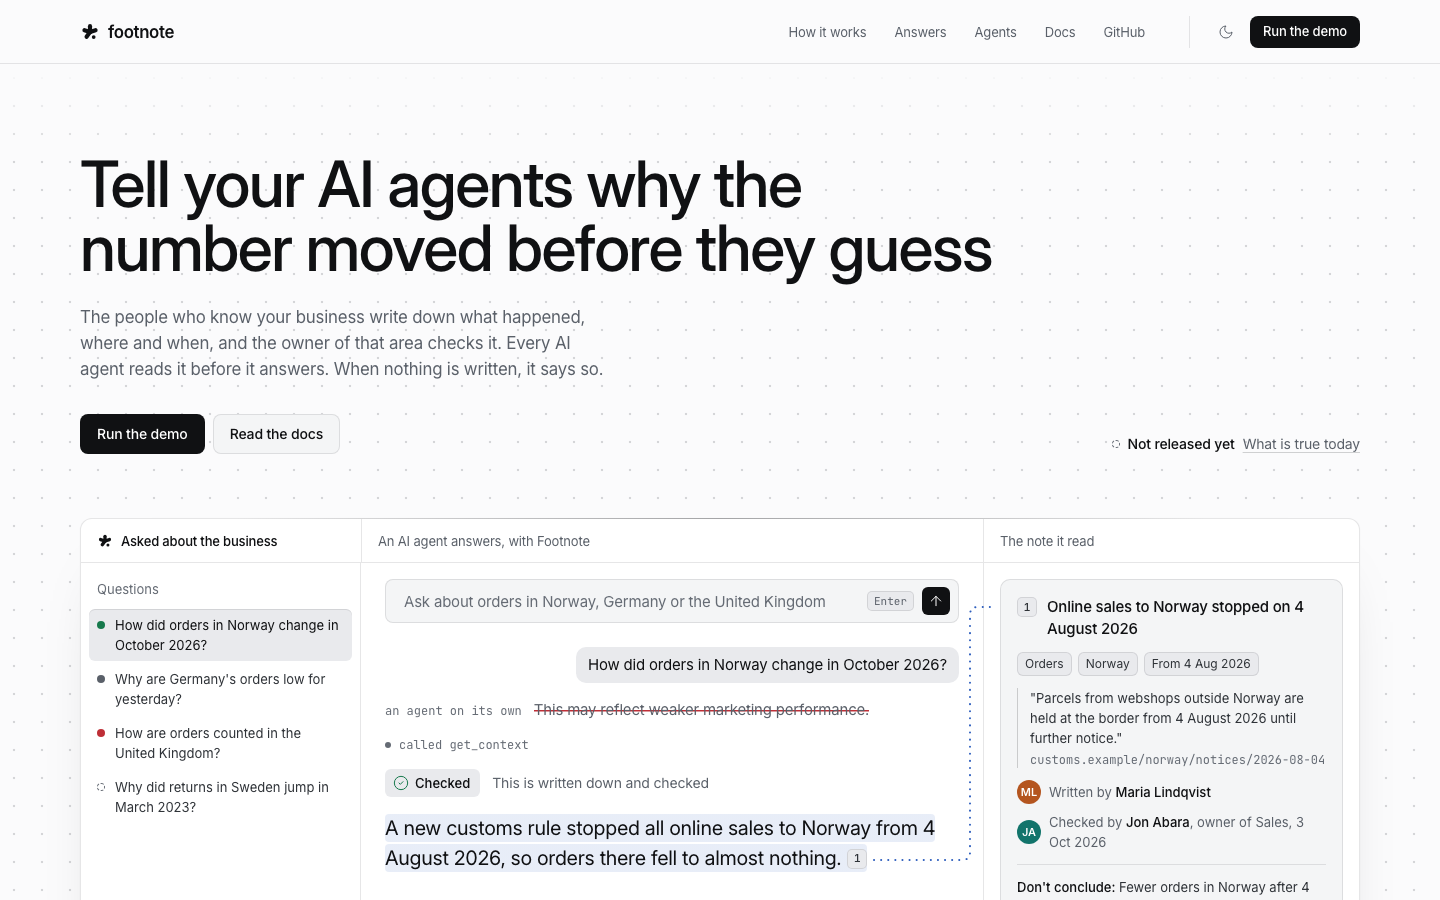 footnote
How it works
Answers
Agents
Docs
GitHub
Run the demo
Tell your AI agents why the
number moved before they guess
The people who know your business write down what happened,
where and when, and the owner of that area checks it. Every AI
agent reads it before it answers. When nothing is written, it says so.
Run the demo
Read the docs
Not released yet
What is true today
Asked about the business
Questions
How did orders in Norway change in
October 2026?
Why are Germany's orders low for
yesterday?
How are orders counted in the
United Kingdom?
Why did returns in Sweden jump in
March 2023?
An AI agent answers, with Footnote
Ask about orders in Norway, Germany or the United Kingdom
Enter
How did orders in Norway change in October 2026?
an agent on its own
This may reflect weaker marketing performance.
called get_context
Checked
This is written down and checked
A new customs rule stopped all online sales to Norway from 4
August 2026, so orders there fell to almost nothing. 1
The note it read
1
Online sales to Norway stopped on 4
August 2026
Orders
Norway
From 4 Aug 2026
"Parcels from webshops outside Norway are
held at the border from 4 August 2026 until
further notice."
customs.example/norway/notices/2026-08-04
ML
Written by Maria Lindqvist
JA
Checked by Jon Abara, owner of Sales, 3
Oct 2026
Don't conclude: Fewer orders in Norway after 4